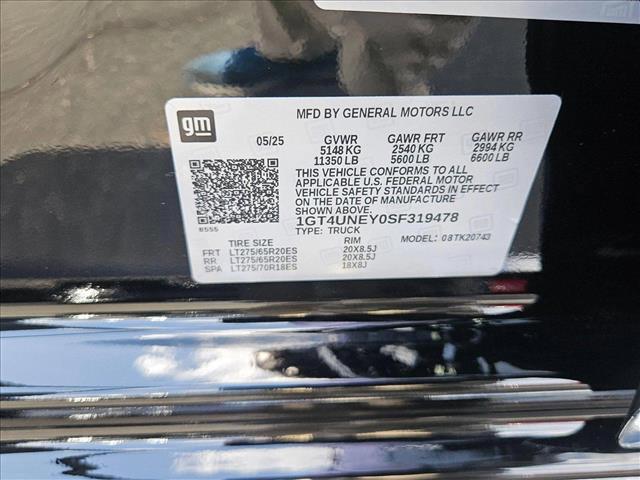 gm
MFD BY GENERAL MOTORS LLC
05/25 GVWR GAWR FRT GAWR RR
5148 KG 2540 KG 2994 KG
11350 LB 5600 LB 6600 LB
THIS VEHICLE CONFORMS TO ALL
APPLICABLE U.S. FEDERAL MOTOR
VEHICLE SAFETY STANDARDS IN EFFECT
ON THE DATE OF MANUFACTURE
SHOWN ABOVE.
1GT4UNEY0SF319478
TYPE: TRUCK MODEL: 08TK20743
TIRE SIZE RIM
FRT LT275/65R20ES 20X8.5J
RR LT275/65R20ES 20X8.5J
SPA LT275/70R18ES 18X8J